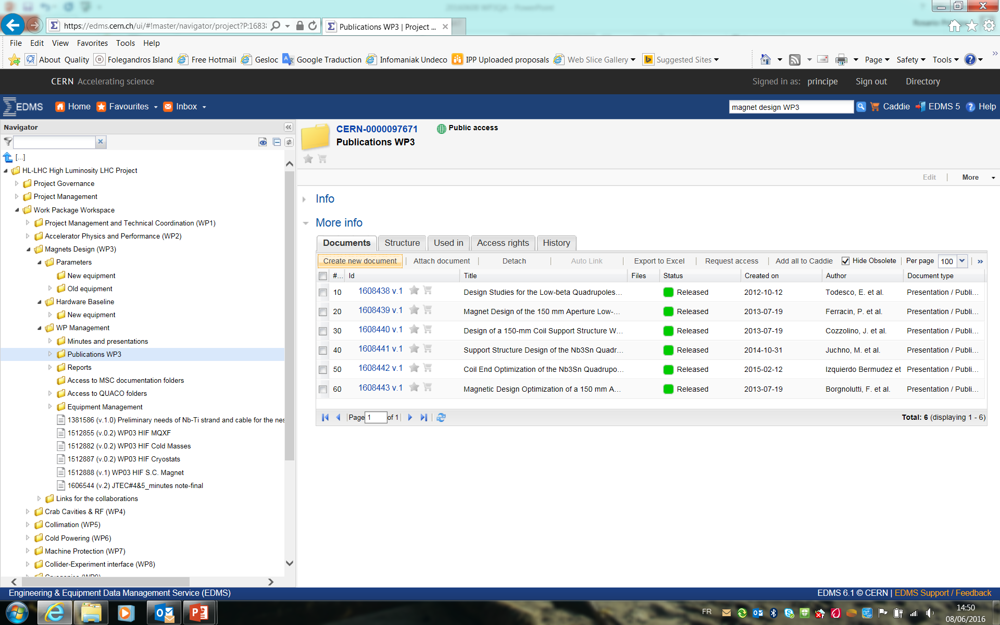 https://edms.cern.ch/ui/#!master/navigator/project?P:1683
Publications WP3 | Project ...
File Edit View Favorites Tools Help
About Quality Folegandros Island Free Hotmail Gesloc Google Traduction Infomaniak Undeco IPP Uploaded proposals Web Slice Gallery Suggested Sites Page Safety Tools
CERN Accelerating science
Signed in as: principe Sign out Directory
EDMS Home Favourites Inbox
magnet design WP3 Caddie EDMS 5 Help
Navigator
[...]
HL-LHC High Luminosity LHC Project
Project Governance
Project Management
Work Package Workspace
Project Management and Technical Coordination (WP1)
Accelerator Physics and Performance (WP2)
Magnets Design (WP3)
Parameters
New equipment
Old equipment
Hardware Baseline
New equipment
WP Management
Minutes and presentations
Publications WP3
Reports
Access to MSC documentation folders
Access to QUACO folders
Equipment Management
1381586 (v.1.0) Preliminary needs of Nb-Ti strand and cable for the nes
1512855 (v.0.2) WP03 HIF MQXF
1512882 (v.0.2) WP03 HIF Cold Masses
1512887 (v.0.2) WP03 HIF Cryostats
1512888 (v.1) WP03 HIF S.C. Magnet
1606544 (v.2) JTEC#4&5_minutes note-final
Links for the collaborations
Crab Cavities & RF (WP4)
Collimation (WP5)
Cold Powering (WP6)
Machine Protection (WP7)
Collider-Experiment interface (WP8)
CERN-0000097671 Public access
Publications WP3
Edit More
Info
More info
Documents Structure Used in Access rights History
Create new document Attach document Detach Auto Link Export to Excel Request access Add all to Caddie Hide Obsolete Per page 100 »
#... Id Title Files Status Created on Author Document type
10 1608438 v.1 Design Studies for the Low-beta Quadrupoles... Released 2012-10-12 Todesco, E. et al. Presentation / Publi...
20 1608439 v.1 Magnet Design of the 150 mm Aperture Low-... Released 2013-07-19 Ferracin, P. et al. Presentation / Publi...
30 1608440 v.1 Design of a 150-mm Coil Support Structure W... Released 2013-07-19 Cozzolino, J. et al. Presentation / Publi...
40 1608441 v.1 Support Structure Design of the Nb3Sn Quadr... Released 2014-10-31 Juchno, M. et al. Presentation / Publi...
50 1608442 v.1 Coil End Optimization of the Nb3Sn Quadrupo... Released 2015-02-12 Izquierdo Bermudez et Presentation / Publi...
60 1608443 v.1 Magnetic Design Optimization of a 150 mm A... Released 2013-07-19 Borgnolutti, F. et al. Presentation / Publi...
Page 1 of 1 Total: 6 (displaying 1 - 6)
Engineering & Equipment Data Management Service (EDMS)
EDMS 6.1 © CERN | EDMS Support / Feedback
FR
14:50
08/06/2016